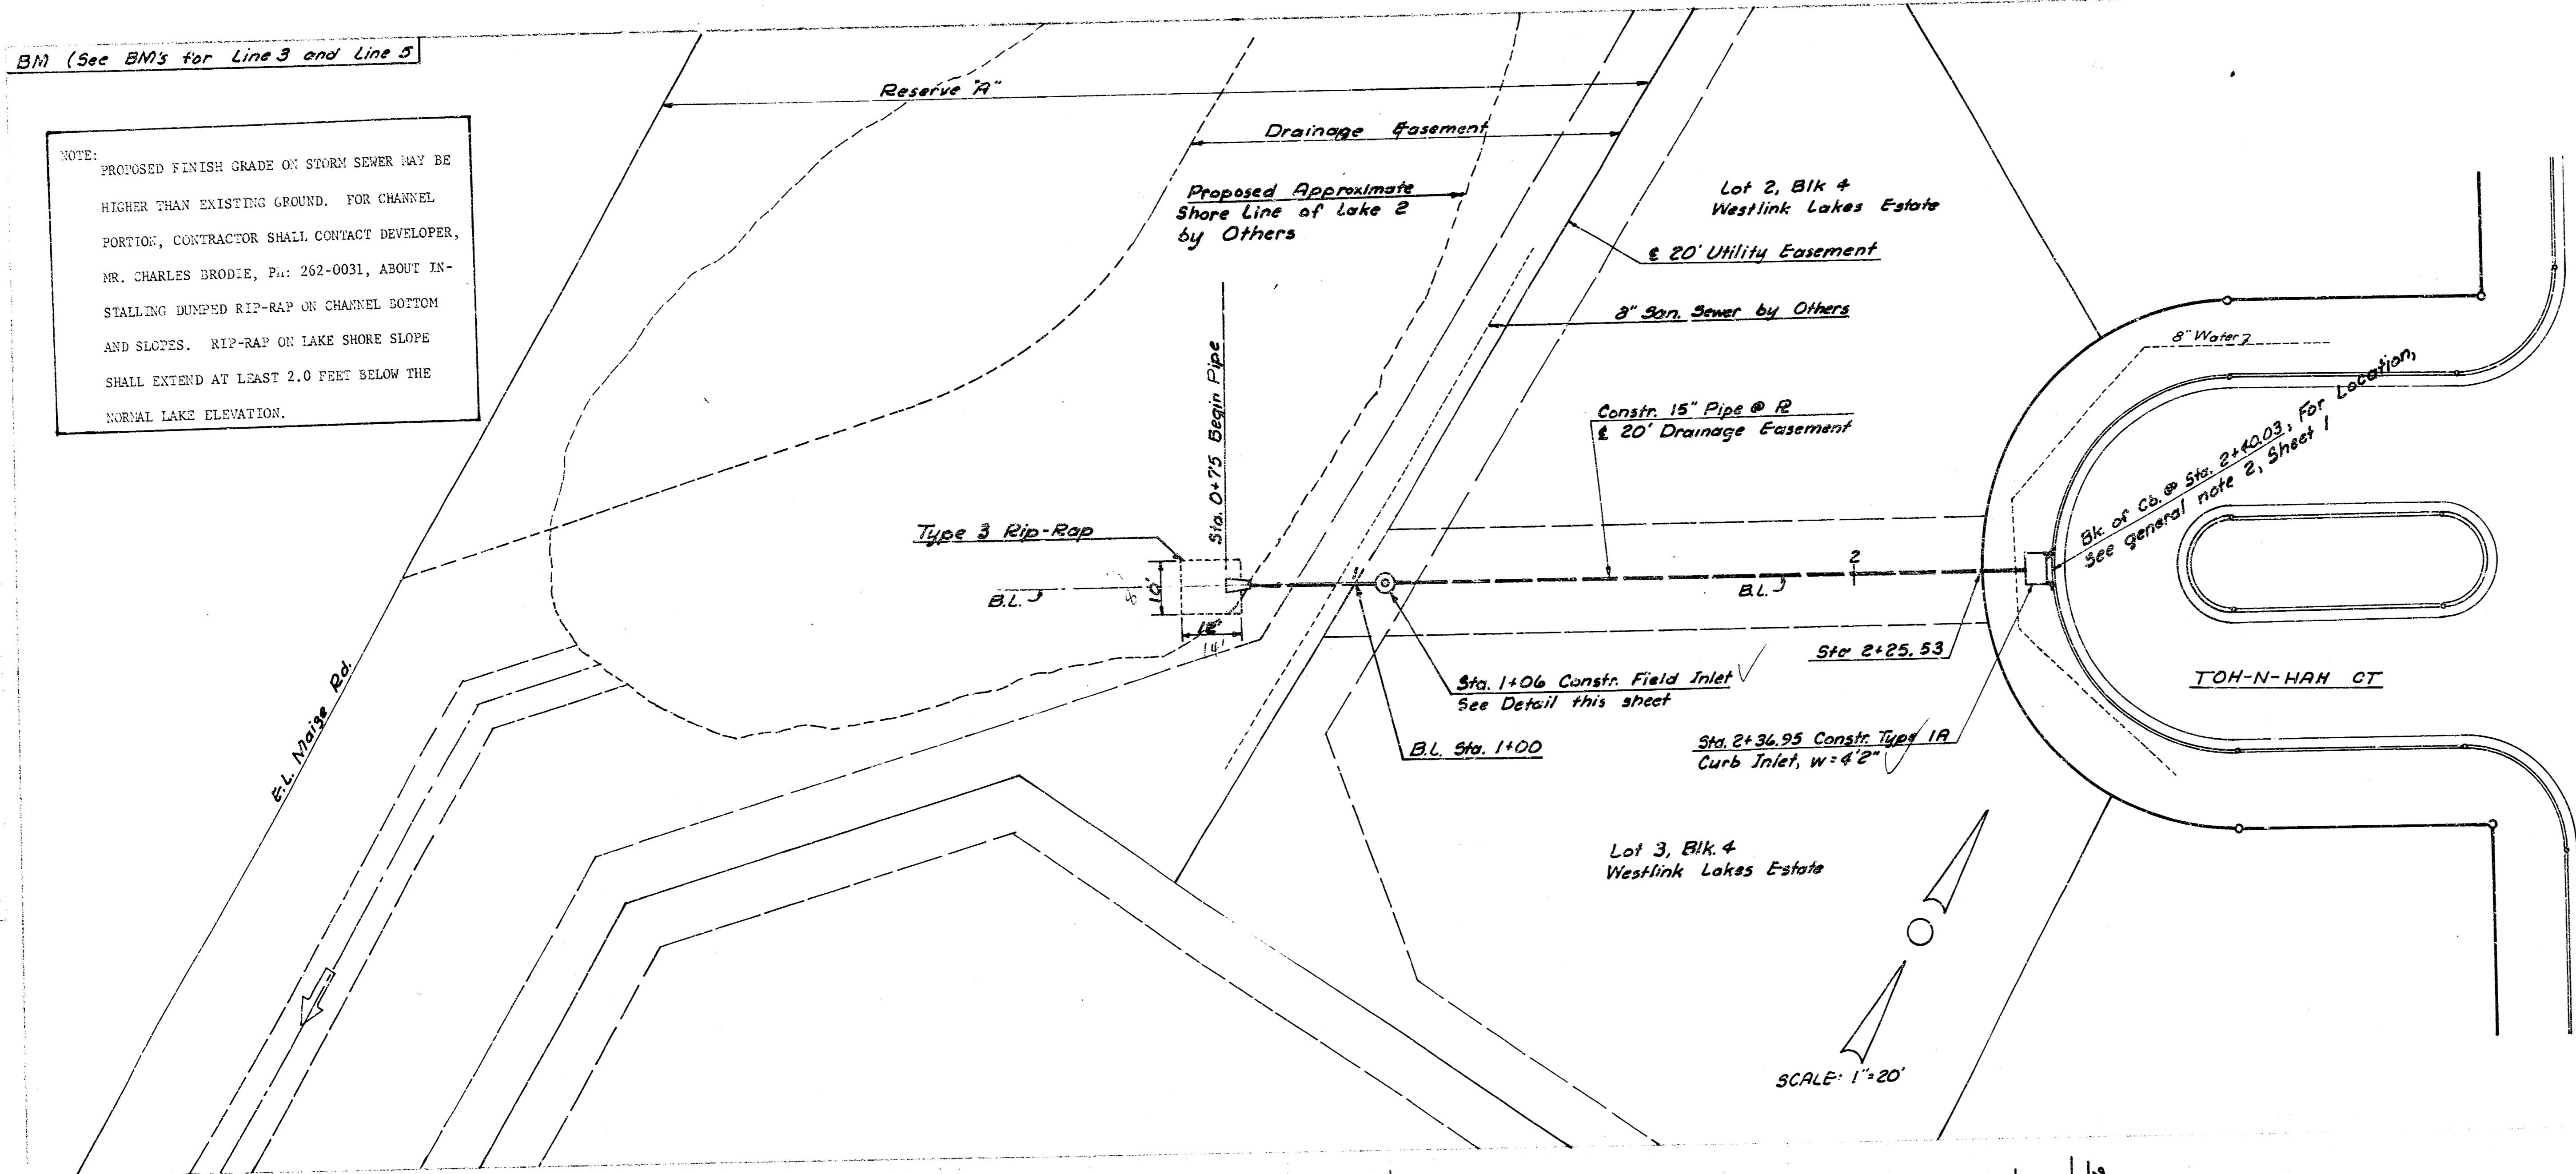 BM (See BM's for Line 3 and Line 5
NOTE:
PROPOSED FINISH GRADE ON STORM SEWER MAY BE
HIGHER THAN EXISTING GROUND. FOR CHANNEL
PORTION, CONTRACTOR SHALL CONTACT DEVELOPER,
MR. CHARLES BRODIE, PH: 262-0031, ABOUT IN-
STALLING DUMPED RIP-RAP ON CHANNEL BOTTOM
AND SLOPES. RIP-RAP ON LAKE SHORE SLOPE
SHALL EXTEND AT LEAST 2.0 FEET BELOW THE
NORMAL LAKE ELEVATION.
Reserve "A"
Drainage Easement
Proposed Approximate
Shore Line of Lake 2
by Others
Lot 2, Blk 4
Westlink Lakes Estate
℄ 20' Utility Easement
8" San. Sewer by Others
8" Water
Sta. 0+75 Begin Pipe
Constr. 15" Pipe @ ℄
℄ 20' Drainage Easement
Bk. of Cb. @ Sta. 2+40.03; For Location,
See general note 2, Sheet 1
Type 3 Rip-Rap
B.L.
10'
12'
14'
2
B.L.
Sta 2+25.53
Sta. 1+06 Constr. Field Inlet
See Detail this sheet
B.L. Sta. 1+00
Sta. 2+36.95 Constr. Type 1A
Curb Inlet, w=4'2"
TOH-N-HAH CT
E.L. Maize Rd.
Lot 3, Blk. 4
Westlink Lakes Estate
SCALE: 1"=20'